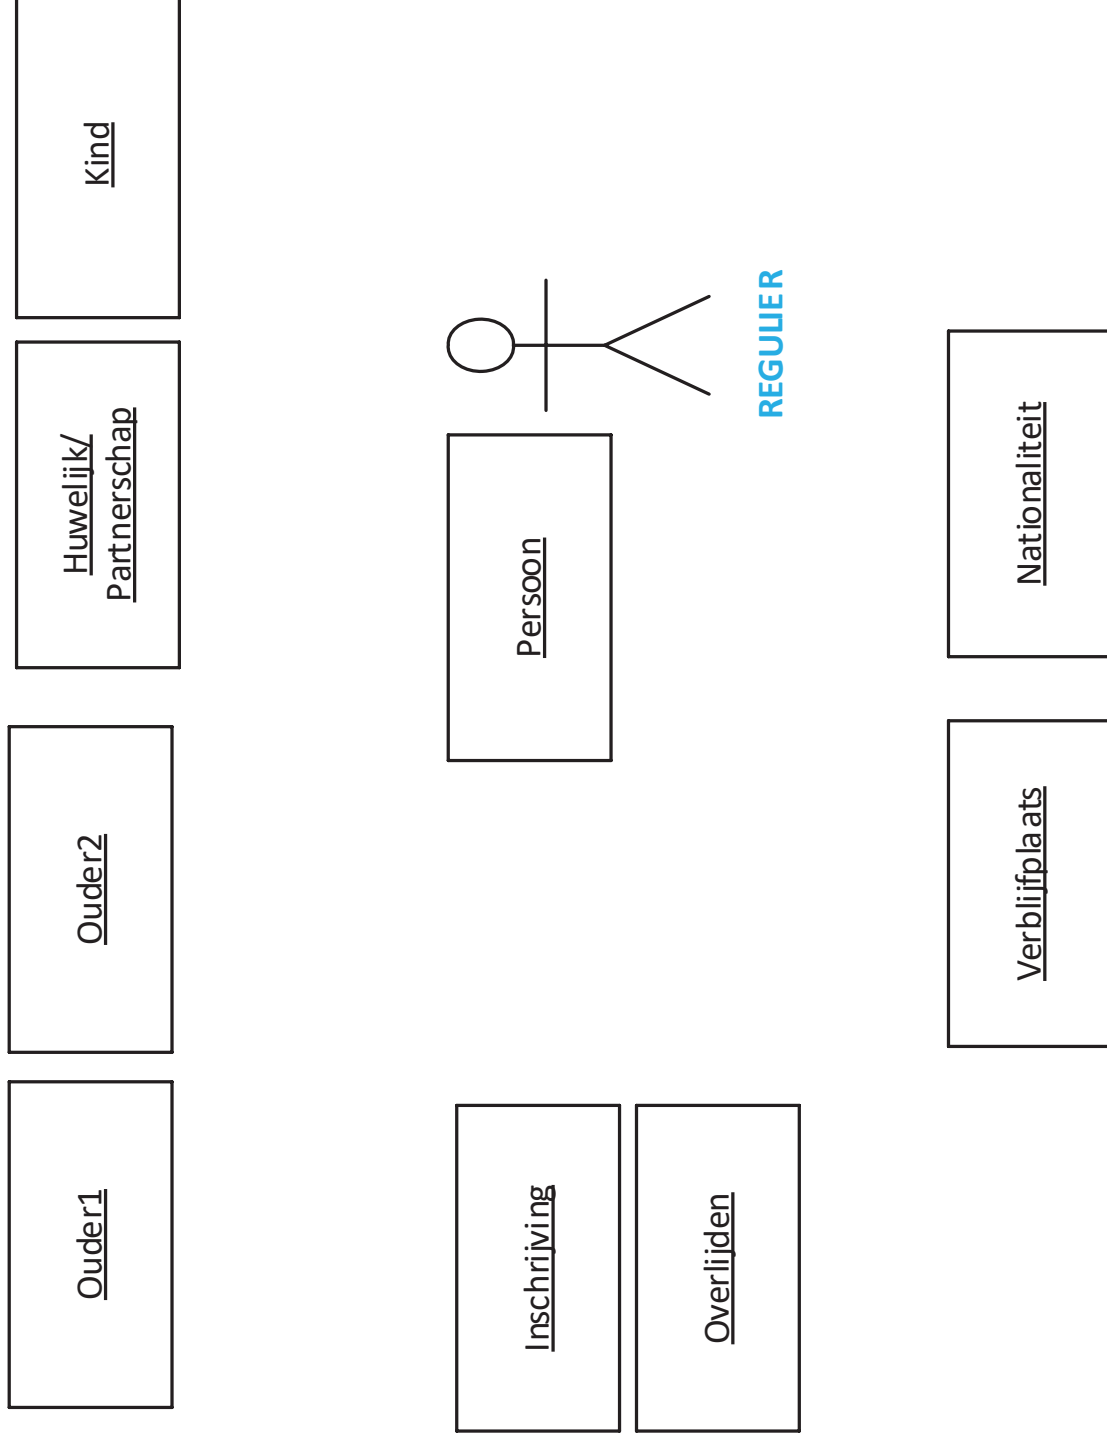 Ouder1
Ouder2
Huwelijk/
Partnerschap
Kind
Inschrijving
Persoon
Overlijden
REGULIER
Verblijfplaats
Nationaliteit